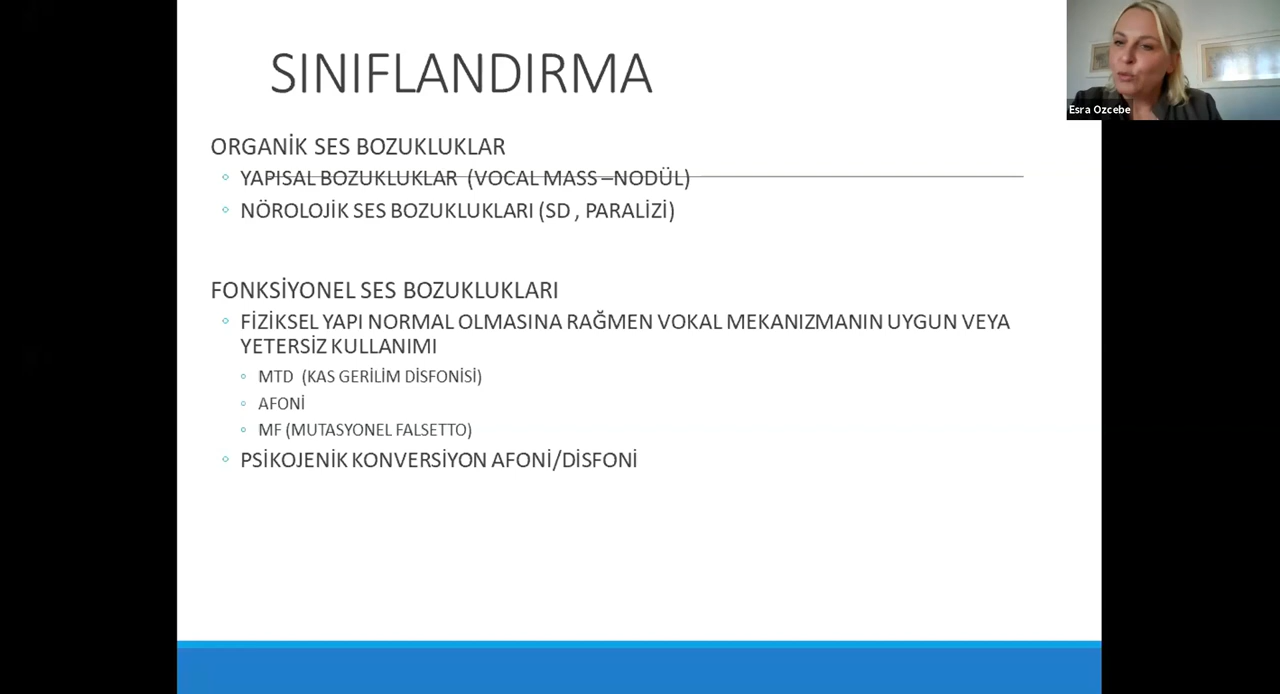 SINIFLANDIRMA
Esra Ozcebe
ORGANİK SES BOZUKLUKLAR
◦ YAPISAL BOZUKLUKLAR (VOCAL MASS –NODÜL)
◦ NÖROLOJİK SES BOZUKLUKLARI (SD , PARALİZİ)
FONKSİYONEL SES BOZUKLUKLARI
◦ FİZİKSEL YAPI NORMAL OLMASINA RAĞMEN VOKAL MEKANIZMANIN UYGUN VEYA
YETERSİZ KULLANIMI
◦ MTD (KAS GERİLİM DİSFONİSİ)
◦ AFONİ
◦ MF (MUTASYONEL FALSETTO)
◦ PSİKOJENİK KONVERSİYON AFONİ/DİSFONİ